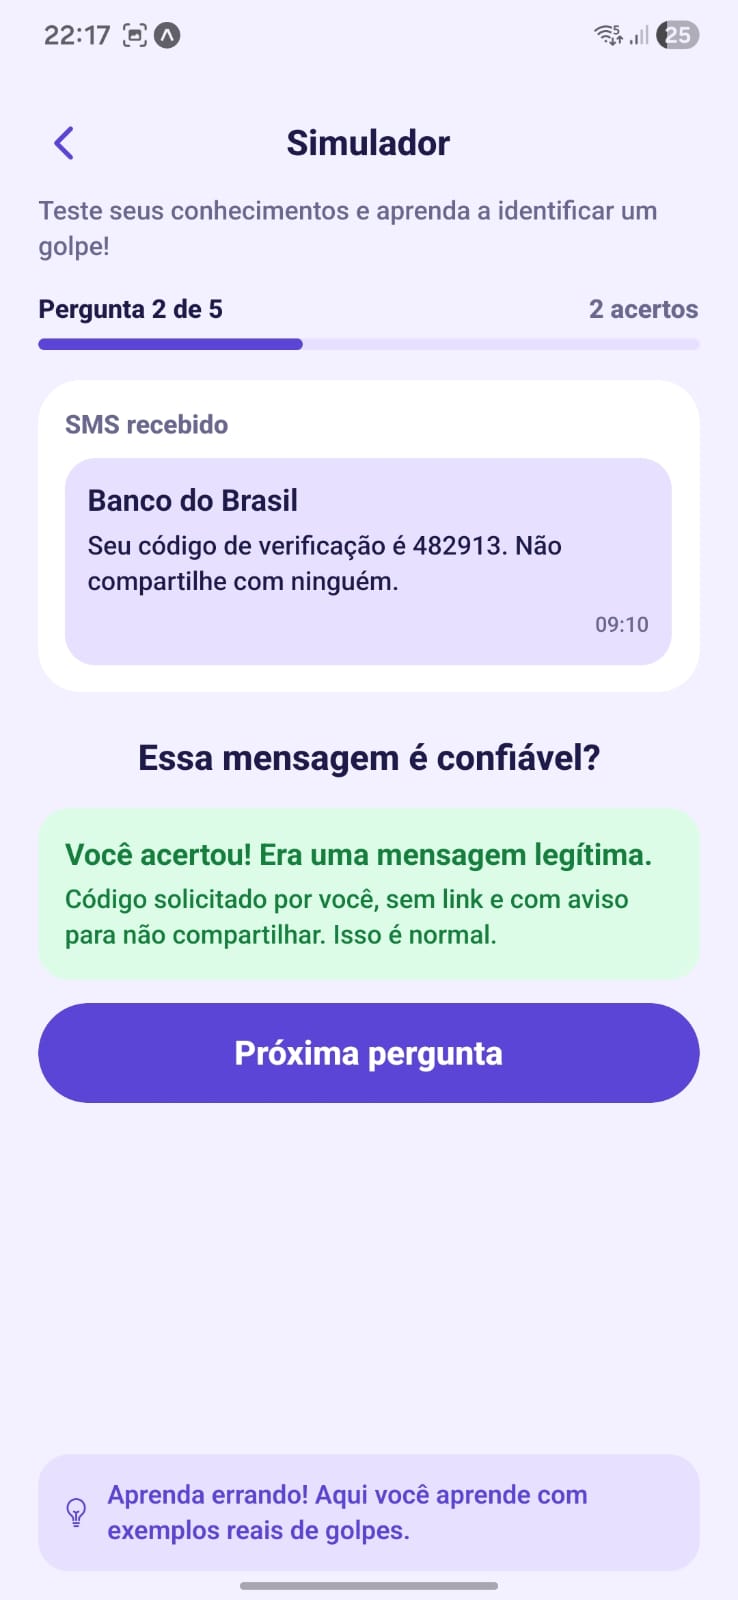 22:17
25
Simulador
Teste seus conhecimentos e aprenda a identificar um
golpe!
Pergunta 2 de 5
2 acertos
SMS recebido
Banco do Brasil
Seu código de verificação é 482913. Não
compartilhe com ninguém.
09:10
Essa mensagem é confiável?
Você acertou! Era uma mensagem legítima.
Código solicitado por você, sem link e com aviso
para não compartilhar. Isso é normal.
Próxima pergunta
Aprenda errando! Aqui você aprende com
exemplos reais de golpes.